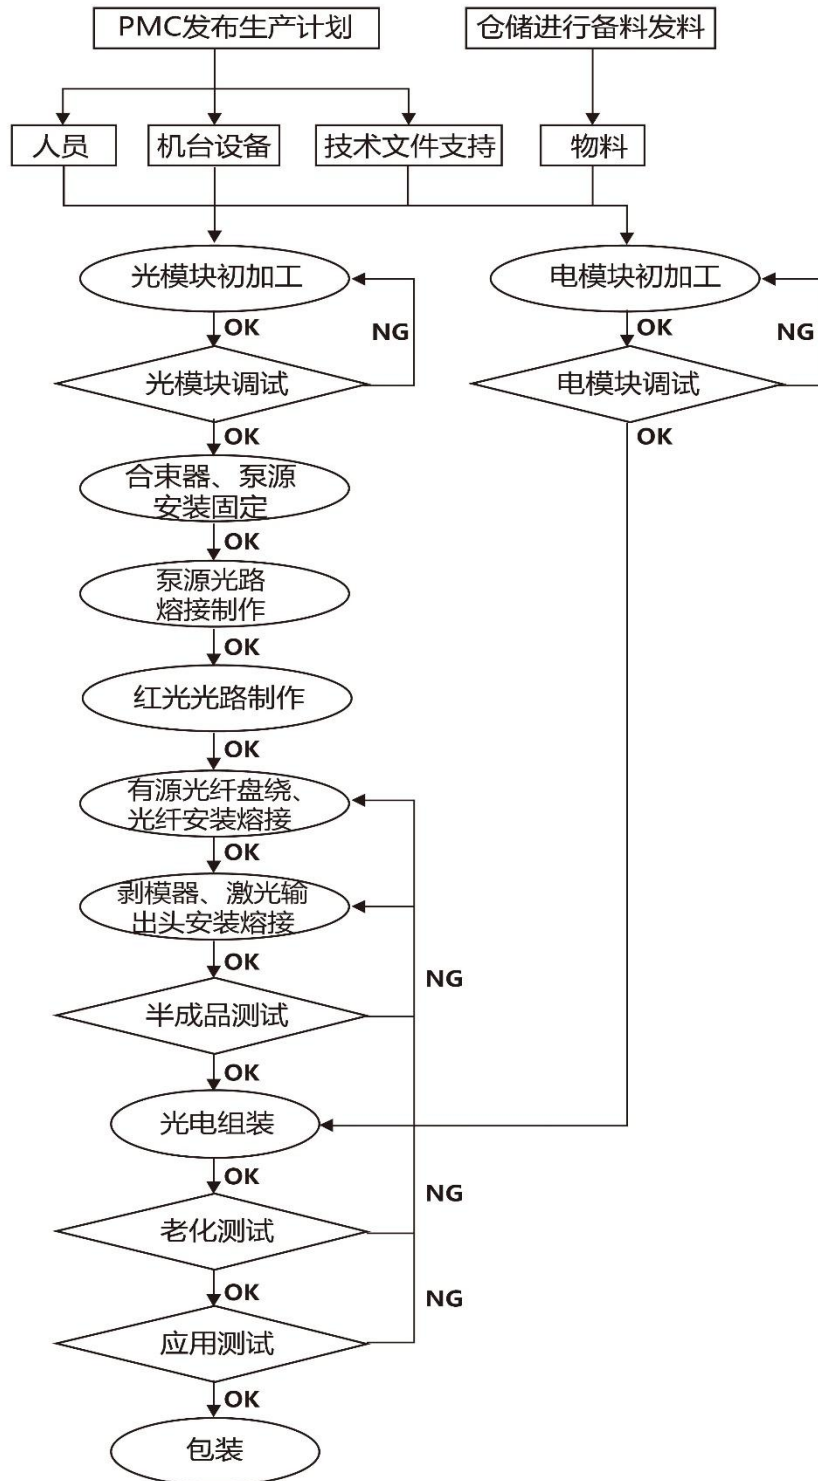 PMC发布生产计划
仓储进行备料发料
人员
机台设备
技术文件支持
物料
光模块初加工
电模块初加工
OK
NG
OK
NG
光模块调试
电模块调试
OK
OK
合束器、泵源
安装固定
OK
泵源光路
熔接制作
OK
红光光路制作
OK
有源光纤盘绕、
光纤安装熔接
OK
剥模器、激光输
出头安装熔接
OK
NG
半成品测试
OK
光电组装
OK
NG
老化测试
OK
NG
应用测试
OK
包装